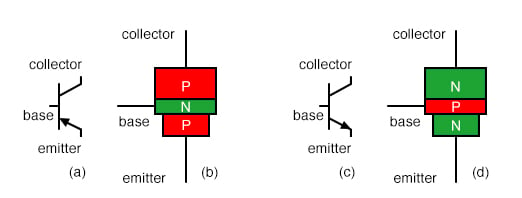 collector
collector
P
N
base
P
base
emitter
(a)
emitter
(b)
collector
collector
N
P
base
N
base
emitter
(c)
emitter
(d)